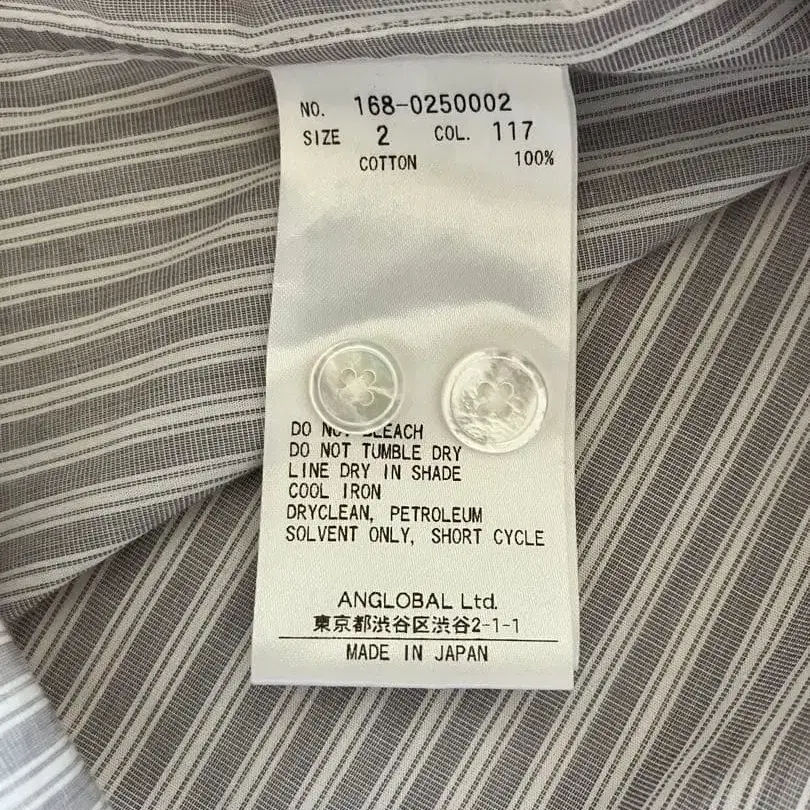 NO. 168-0250002
SIZE 2 COL. 117
COTTON 100%
DO NOT BLEACH
DO NOT TUMBLE DRY
LINE DRY IN SHADE
COOL IRON
DRYCLEAN, PETROLEUM
SOLVENT ONLY, SHORT CYCLE
ANGLOBAL Ltd.
東京都渋谷区渋谷2-1-1
MADE IN JAPAN